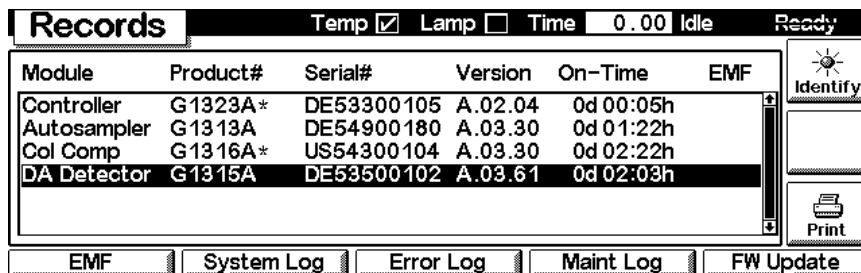 Records Temp Lamp Time 0.00 Idle Ready
Module Product# Serial# Version On-Time EMF
Identify
Controller G1323A* DE53300105 A.02.04 0d 00:05h
Autosampler G1313A DE54900180 A.03.30 0d 01:22h
Col Comp G1316A* US54300104 A.03.30 0d 02:22h
DA Detector G1315A DE53500102 A.03.61 0d 02:03h
Print
EMF System Log Error Log Maint Log FW Update